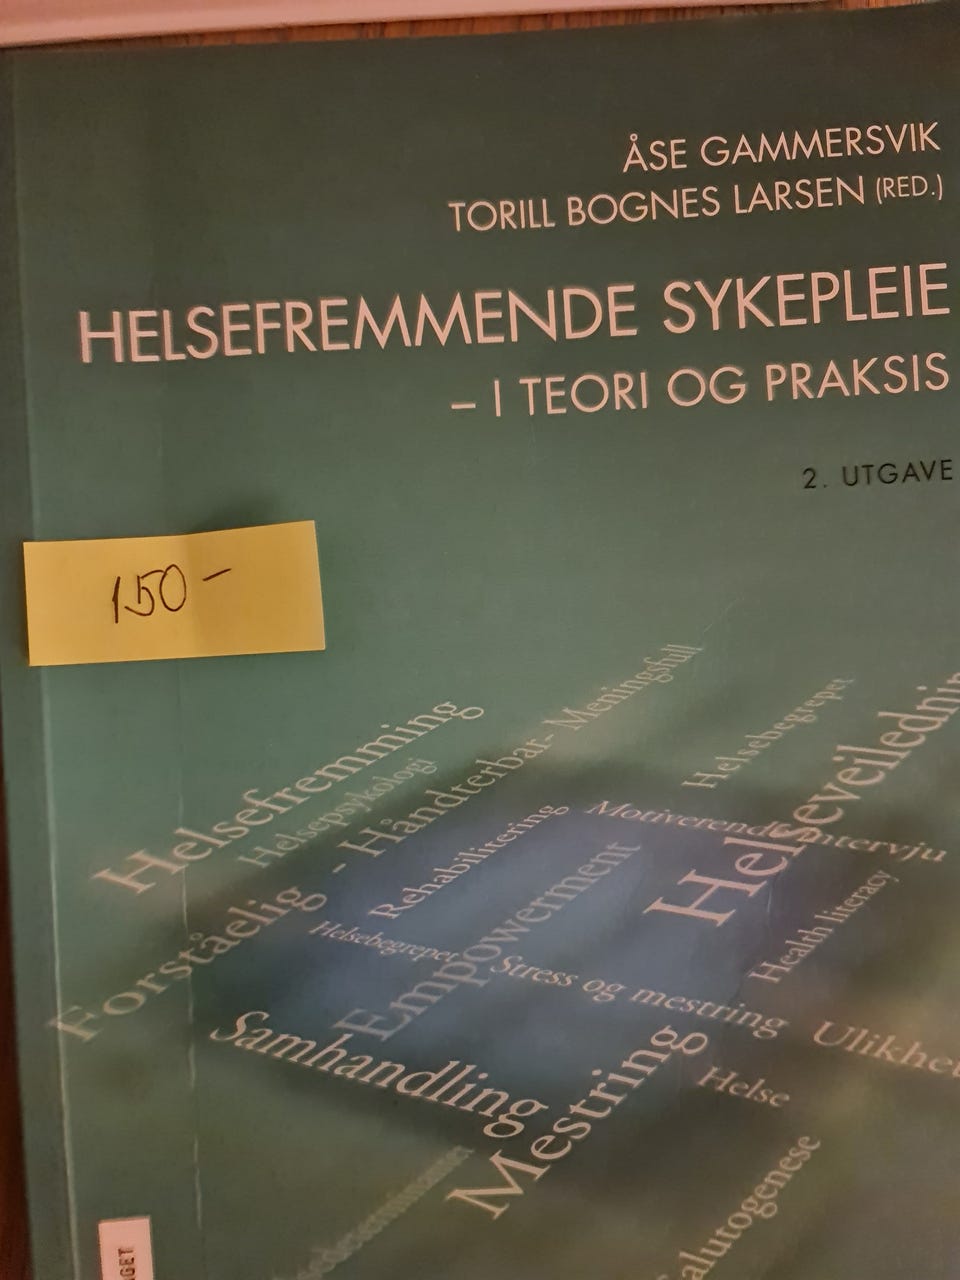 ÅSE GAMMERSVIK
TORILL BOGNES LARSEN (RED.)
HELSEFREMMENDE SYKEPLEIE
– I TEORI OG PRAKSIS
2. UTGAVE
150 –
Helsefremming
Helsepsykologi
Forståelig - Håndterbar - Meningsfull
Helsebegrepet
Helseveilednin
Rehabilitering
Motiverende intervju
Helsebegrepet
Empowerment
Health literacy
Stress og mestring
Samhandling
Mestring
Ulikhet
Helse
alutogenese
GET